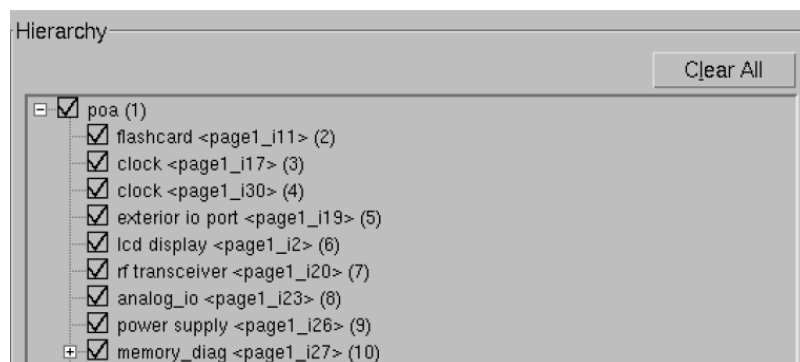 Hierarchy
Clear All
poa (1)
flashcard <page1_i11> (2)
clock <page1_i17> (3)
clock <page1_i30> (4)
exterior io port <page1_i19> (5)
lcd display <page1_i2> (6)
rf transceiver <page1_i20> (7)
analog_io <page1_i23> (8)
power supply <page1_i26> (9)
memory_diag <page1_i27> (10)